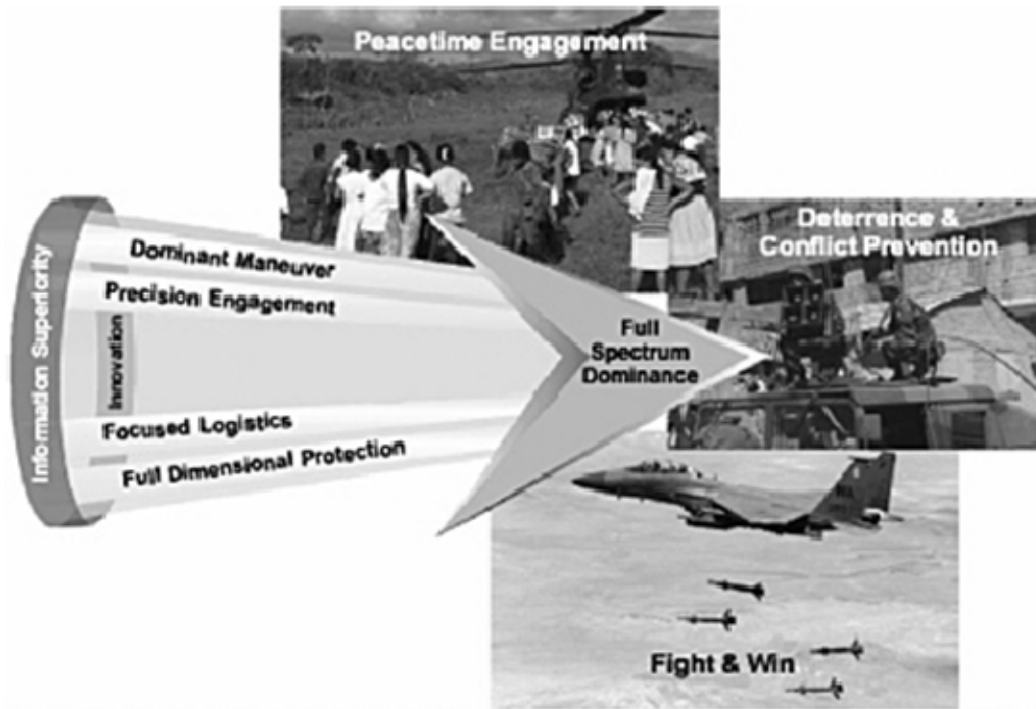 Peacetime Engagement
Deterrence &
Conflict Prevention
Information Superiority
Dominant Maneuver
Precision Engagement
Innovation
Focused Logistics
Full Dimensional Protection
Full
Spectrum
Dominance
Fight & Win